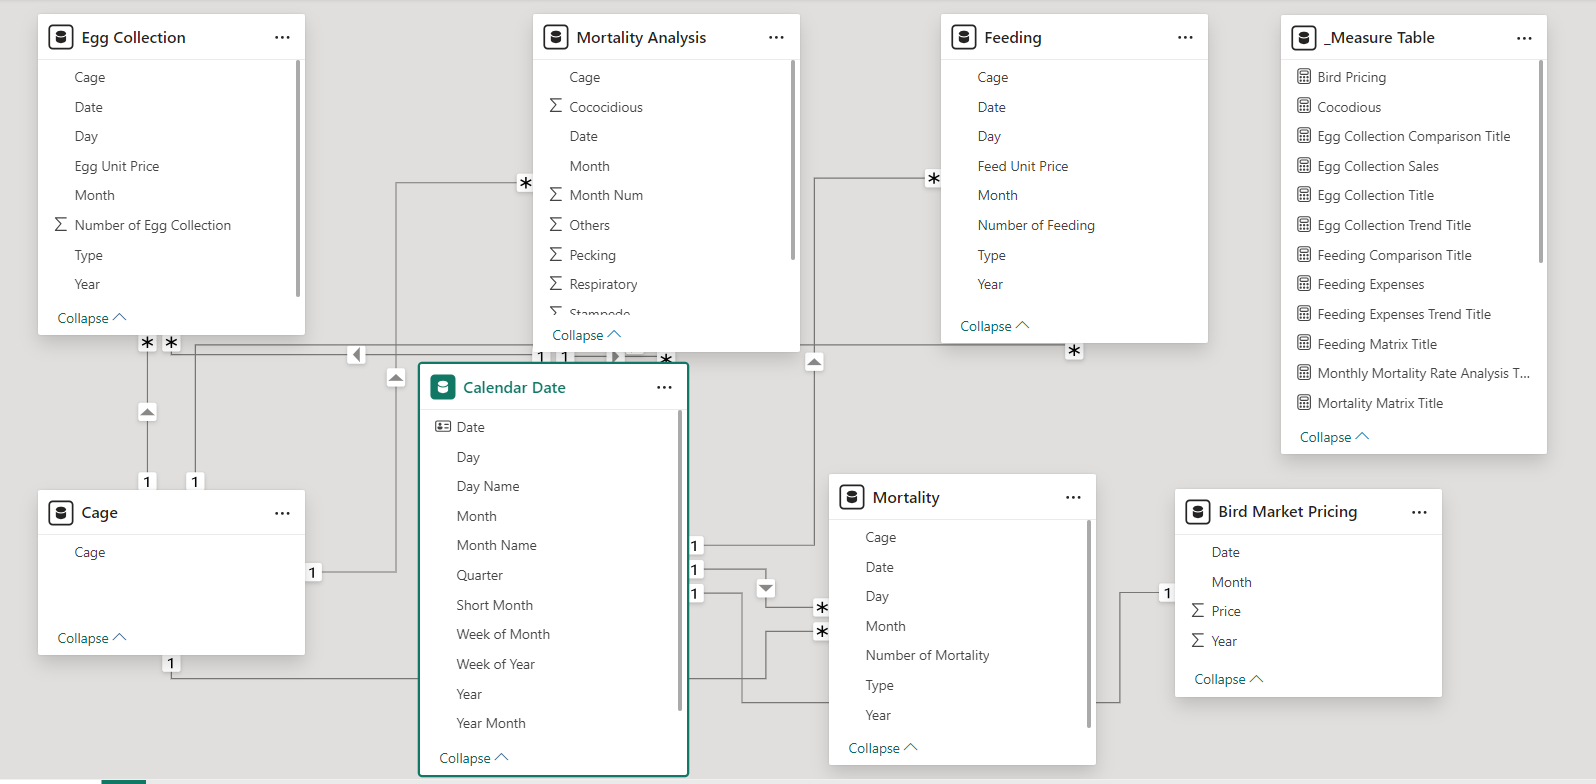 Egg Collection
Cage
Date
Day
Egg Unit Price
Month
Number of Egg Collection
Type
Year
Collapse
Mortality Analysis
Cage
Cococidious
Date
Month
Month Num
Others
Pecking
Respiratory
Stampede
Collapse
Feeding
Cage
Date
Day
Feed Unit Price
Month
Number of Feeding
Type
Year
Collapse
_Measure Table
Bird Pricing
Cocodious
Egg Collection Comparison Title
Egg Collection Sales
Egg Collection Title
Egg Collection Trend Title
Feeding Comparison Title
Feeding Expenses
Feeding Expenses Trend Title
Feeding Matrix Title
Monthly Mortality Rate Analysis T...
Mortality Matrix Title
Collapse
* *
*
*
*
1 1 *
1 1
1
1
1
1
1
*
*
1
Cage
Cage
Collapse
Calendar Date
Date
Day
Day Name
Month
Month Name
Quarter
Short Month
Week of Month
Week of Year
Year
Year Month
Collapse
Mortality
Cage
Date
Day
Month
Number of Mortality
Type
Year
Collapse
Bird Market Pricing
Date
Month
Price
Year
Collapse